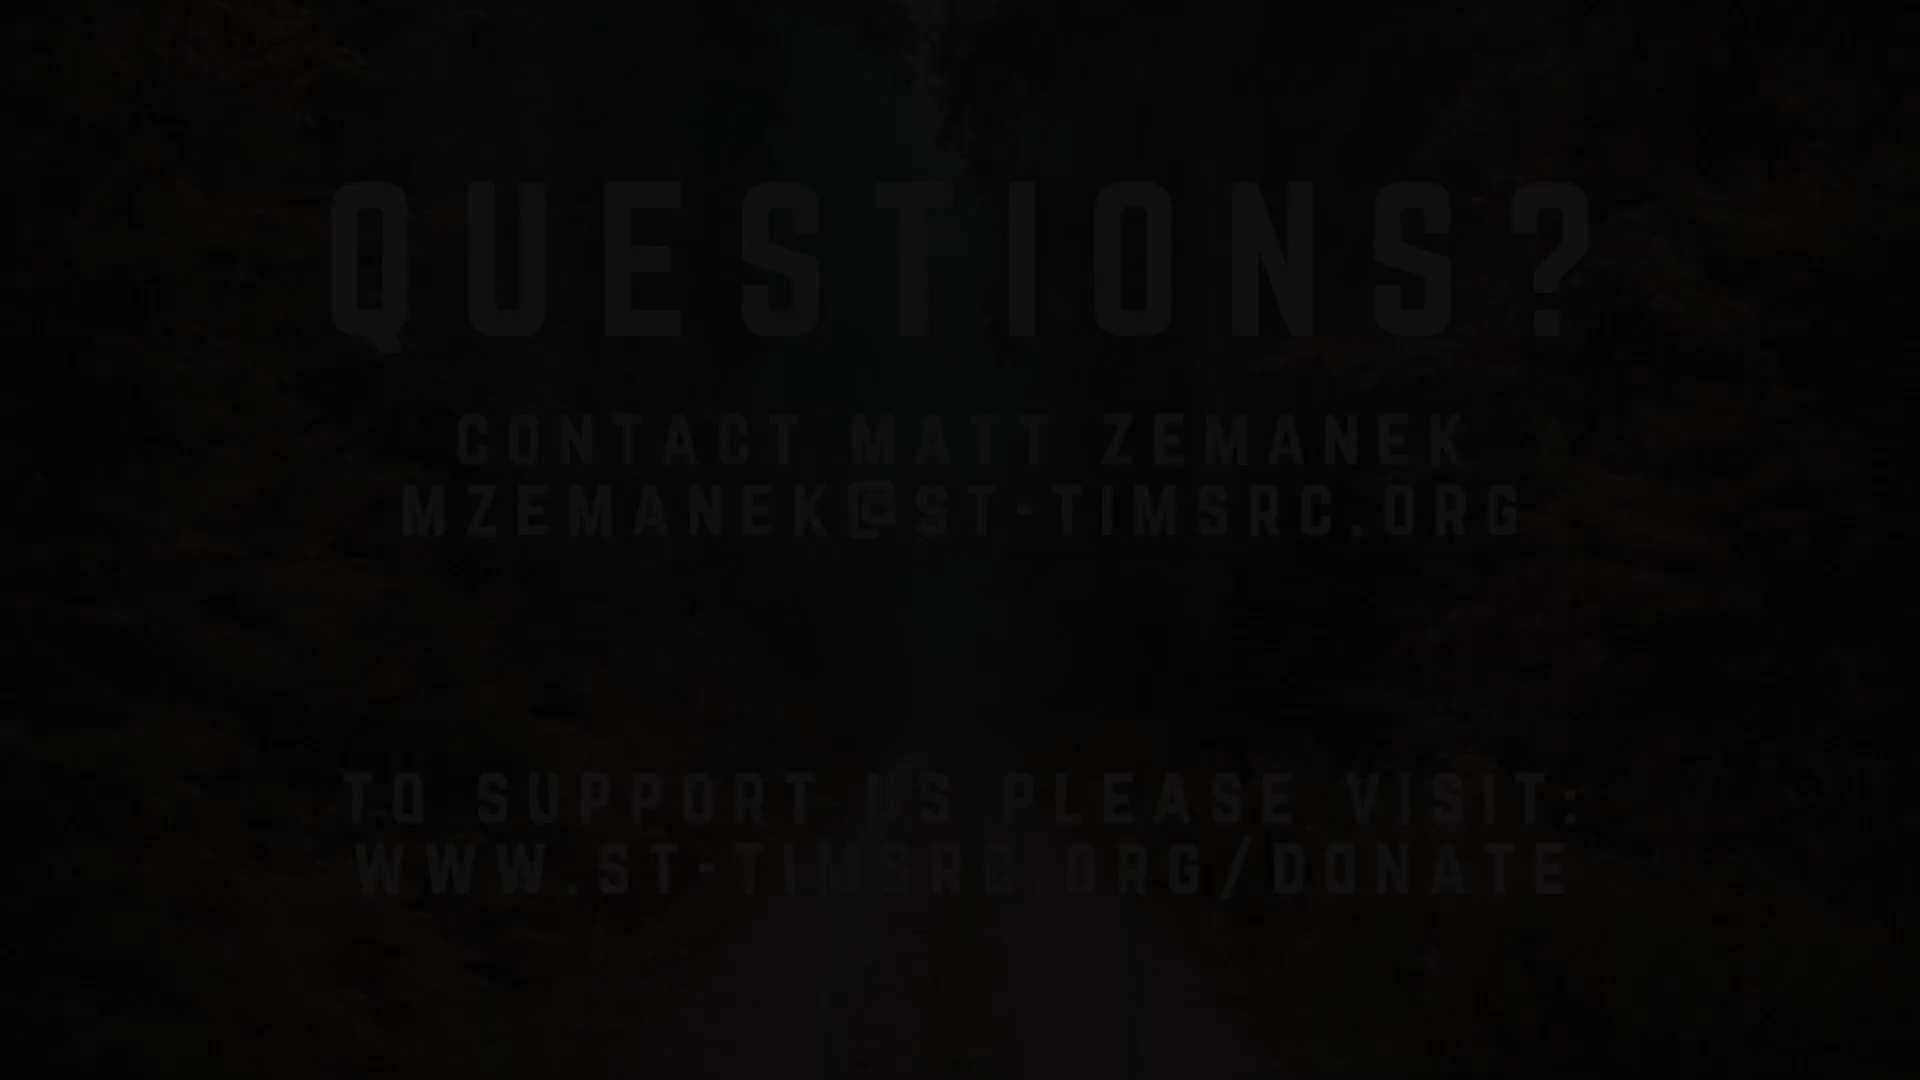 QUESTIONS?
CONTACT MATT ZEMANEK
MZEMANEK@ST-TIMSRC.ORG
TO SUPPORT US PLEASE VISIT:
WWW.ST-TIMSRC.ORG/DONATE